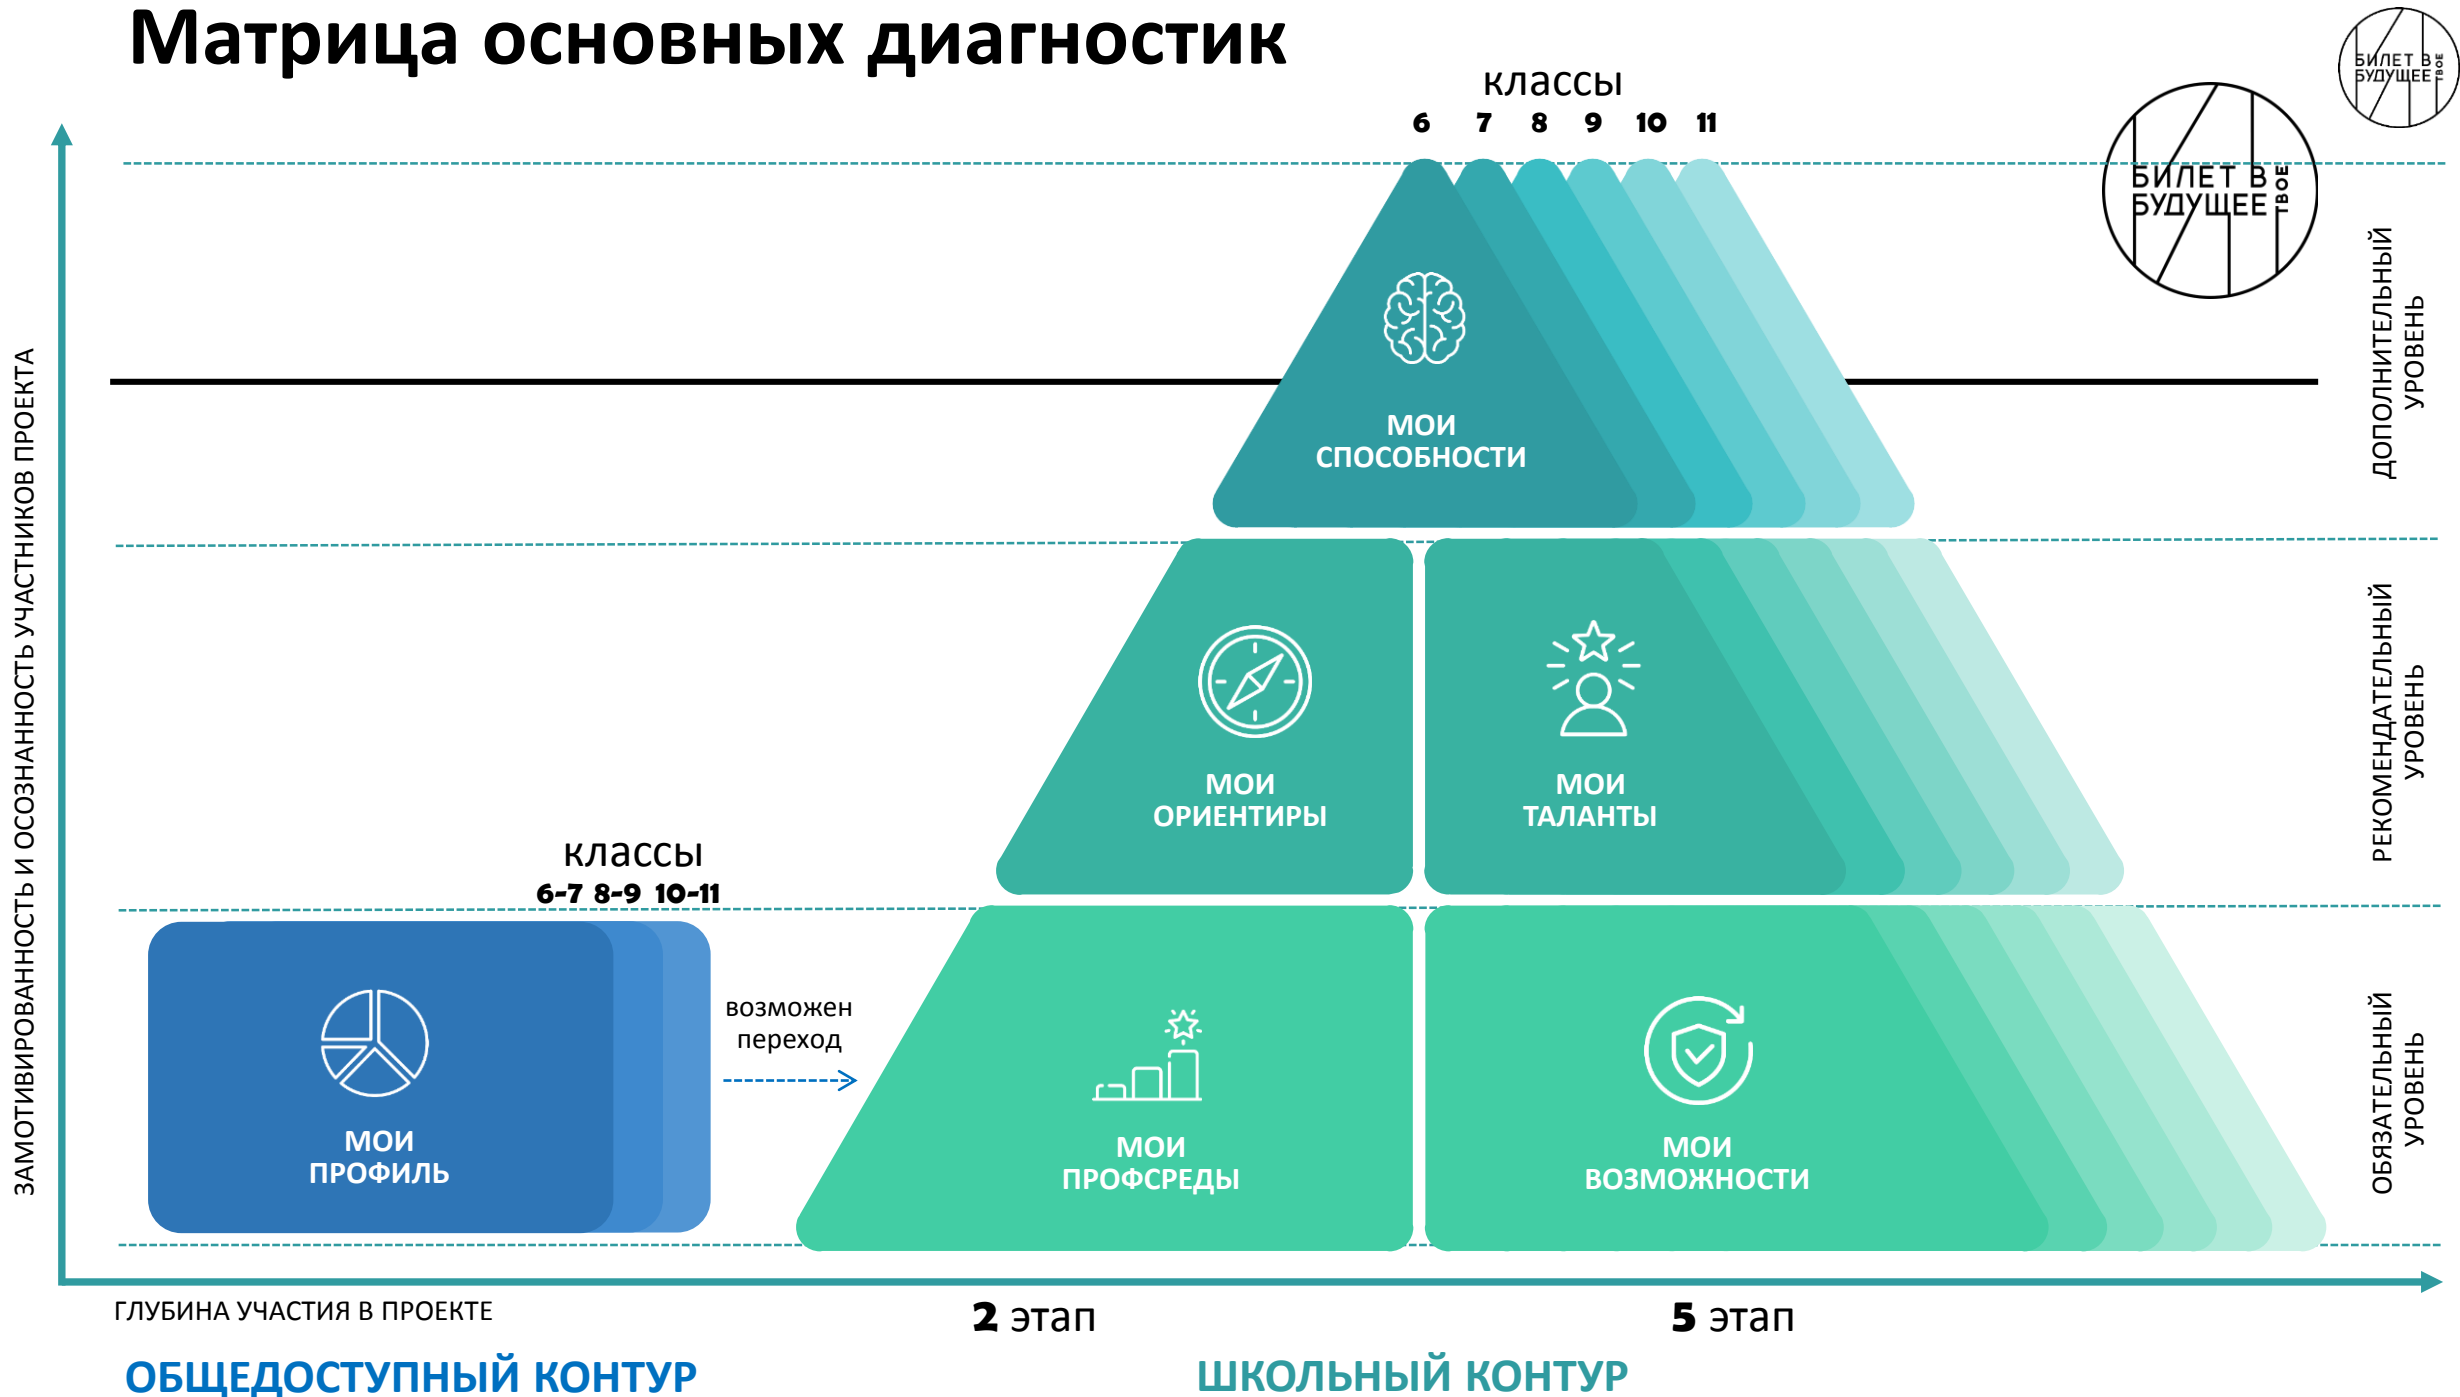 Матрица основных диагностик
БИЛЕТ В
БУДУЩЕЕ
ТВОЕ
классы
6 7 8 9 10 11
БИЛЕТ В
БУДУЩЕЕ
ТВОЕ
ДОПОЛНИТЕЛЬНЫЙ
УРОВЕНЬ
ЗАМОТИВИРОВАННОСТЬ И ОСОЗНАННОСТЬ УЧАСТНИКОВ ПРОЕКТА
МОИ
СПОСОБНОСТИ
РЕКОМЕНДАТЕЛЬНЫЙ
УРОВЕНЬ
МОИ
ОРИЕНТИРЫ
МОИ
ТАЛАНТЫ
классы
6-7 8-9 10-11
возможен
переход
ОБЯЗАТЕЛЬНЫЙ
УРОВЕНЬ
МОИ
ПРОФИЛЬ
МОИ
ПРОФСРЕДЫ
МОИ
ВОЗМОЖНОСТИ
ГЛУБИНА УЧАСТИЯ В ПРОЕКТЕ
2 этап
5 этап
ОБЩЕДОСТУПНЫЙ КОНТУР
ШКОЛЬНЫЙ КОНТУР